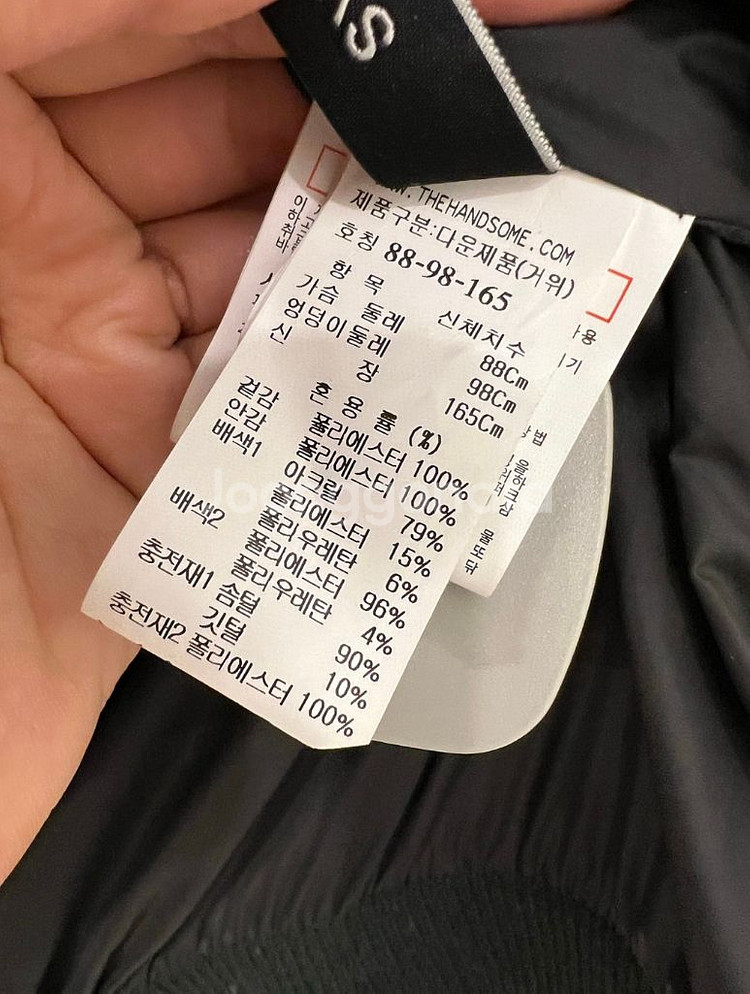 AS
W.THEHANDSOME.COM
제품구분:다운제품(거위)
호칭 88-98-165
항 목 신체치수
가슴 둘레 88Cm
엉덩이둘레 98Cm
신 장 165Cm
혼 용 률 (%)
겉감 폴리에스터 100%
안감 폴리에스터 100%
배색1 아크릴 79%
폴리에스터 15%
폴리우레탄 6%
배색2 폴리에스터 96%
폴리우레탄 4%
충전재1 솜털 90%
깃털 10%
충전재2 폴리에스터 100%